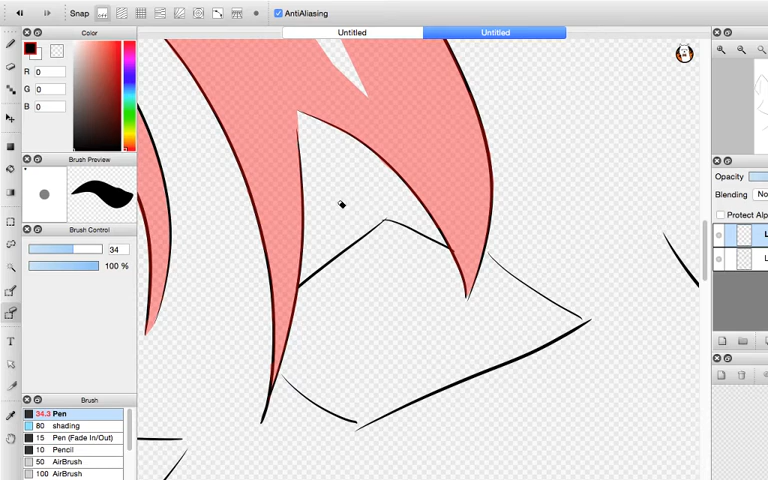 Snap
AntiAliasing
Color
Untitled
Untitled
R 0
G 0
B 0
Brush Preview
Opacity
Blending
No
Brush Control
Protect Alp
34
100 %
Brush
34.3 Pen
80 shading
15 Pen (Fade In/Out)
10 Pencil
50 AirBrush
100 AirBrush